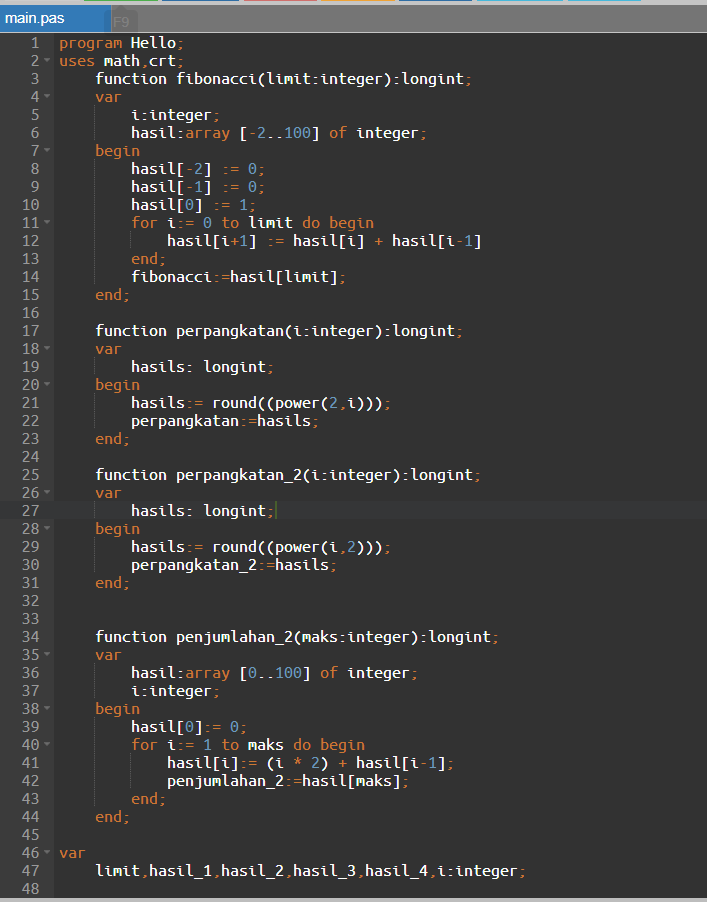 main.pas
F9
1 program Hello;
2 uses math,crt;
3     function fibonacci(limit:integer):longint;
4     var
5         i:integer;
6         hasil:array [-2..100] of integer;
7     begin
8         hasil[-2] := 0;
9         hasil[-1] := 0;
10         hasil[0] := 1;
11         for i:= 0 to limit do begin
12             hasil[i+1] := hasil[i] + hasil[i-1]
13         end;
14         fibonacci:=hasil[limit];
15     end;
16
17     function perpangkatan(i:integer):longint;
18     var
19         hasils: longint;
20     begin
21         hasils:= round((power(2,i)));
22         perpangkatan:=hasils;
23     end;
24
25     function perpangkatan_2(i:integer):longint;
26     var
27         hasils: longint;
28     begin
29         hasils:= round((power(i,2)));
30         perpangkatan_2:=hasils;
31     end;
32
33
34     function penjumlahan_2(maks:integer):longint;
35     var
36         hasil:array [0..100] of integer;
37         i:integer;
38     begin
39         hasil[0]:= 0;
40         for i:= 1 to maks do begin
41             hasil[i]:= (i * 2) + hasil[i-1];
42             penjumlahan_2:=hasil[maks];
43         end;
44     end;
45
46 var
47     limit,hasil_1,hasil_2,hasil_3,hasil_4,i:integer;
48